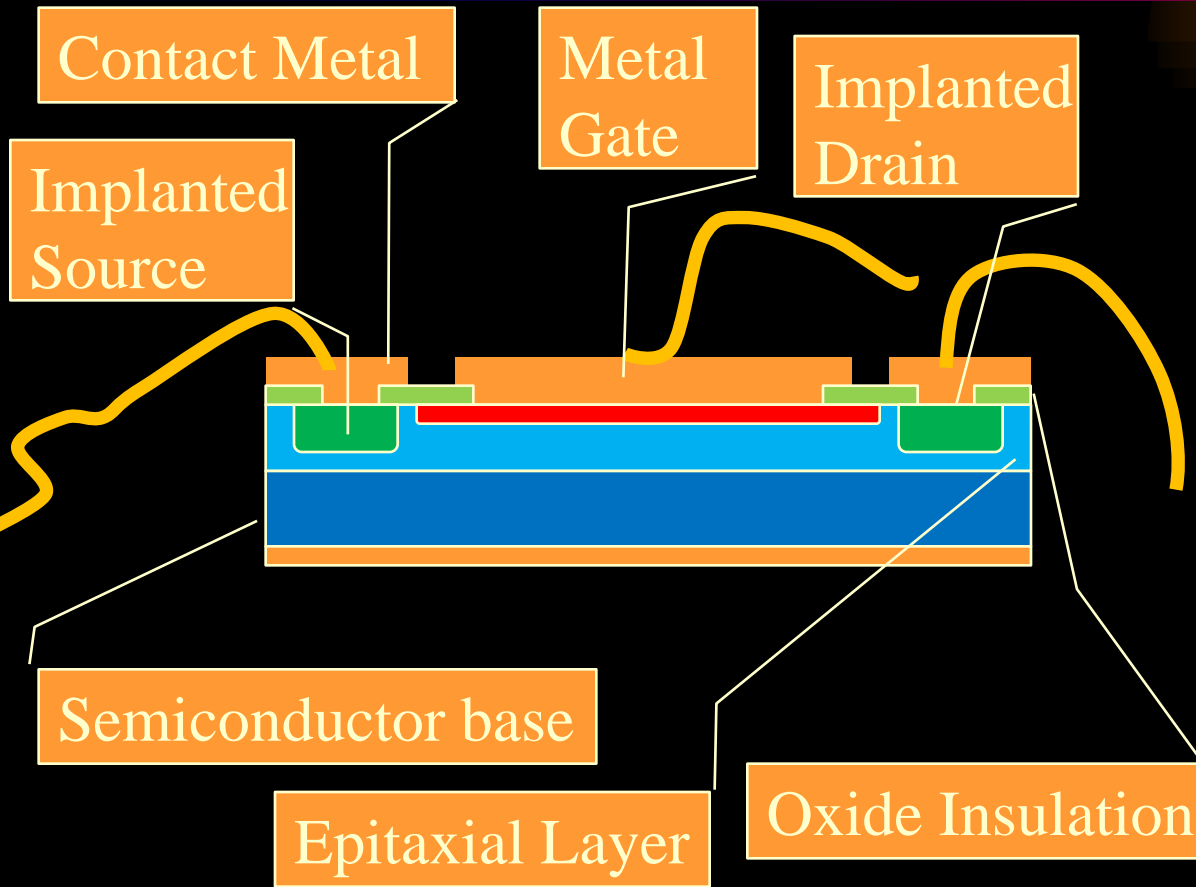 Contact Metal
Metal
Gate
Implanted
Drain
Implanted
Source
Semiconductor base
Epitaxial Layer
Oxide Insulation